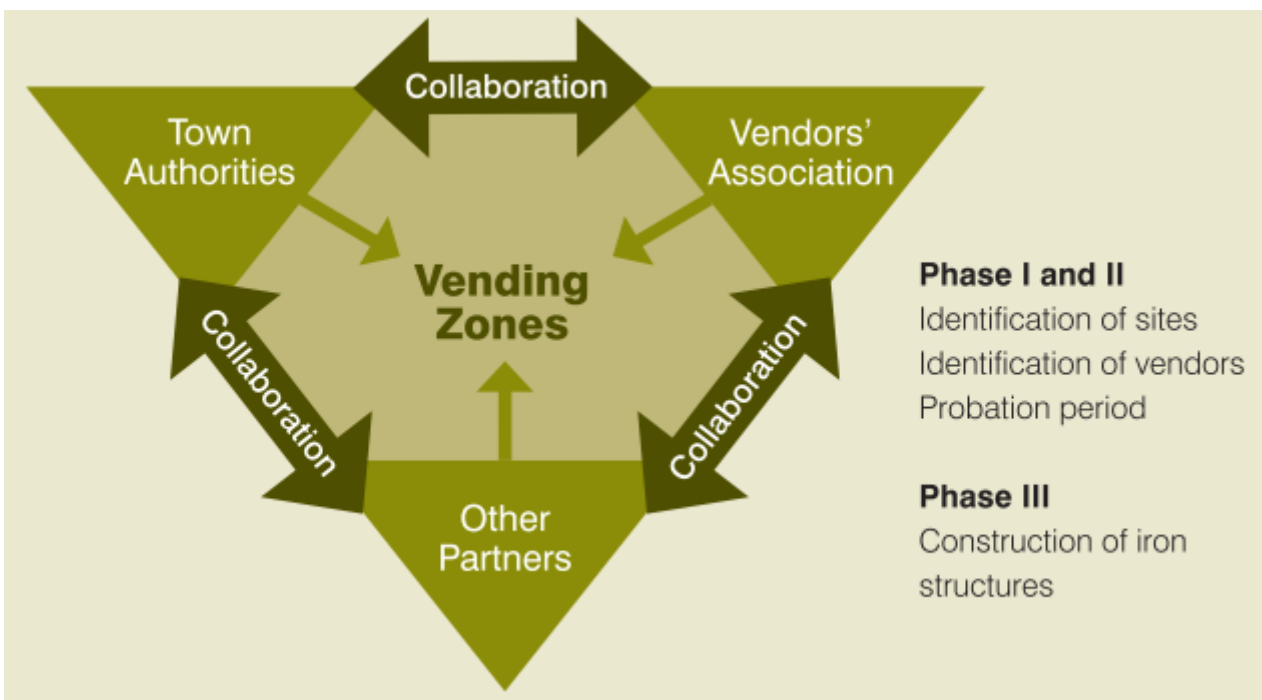 Collaboration
Town
Authorities
Vendors’
Association
Vending
Zones
Collaboration
Collaboration
Other
Partners
Phase I and II
Identification of sites
Identification of vendors
Probation period
Phase III
Construction of iron
structures